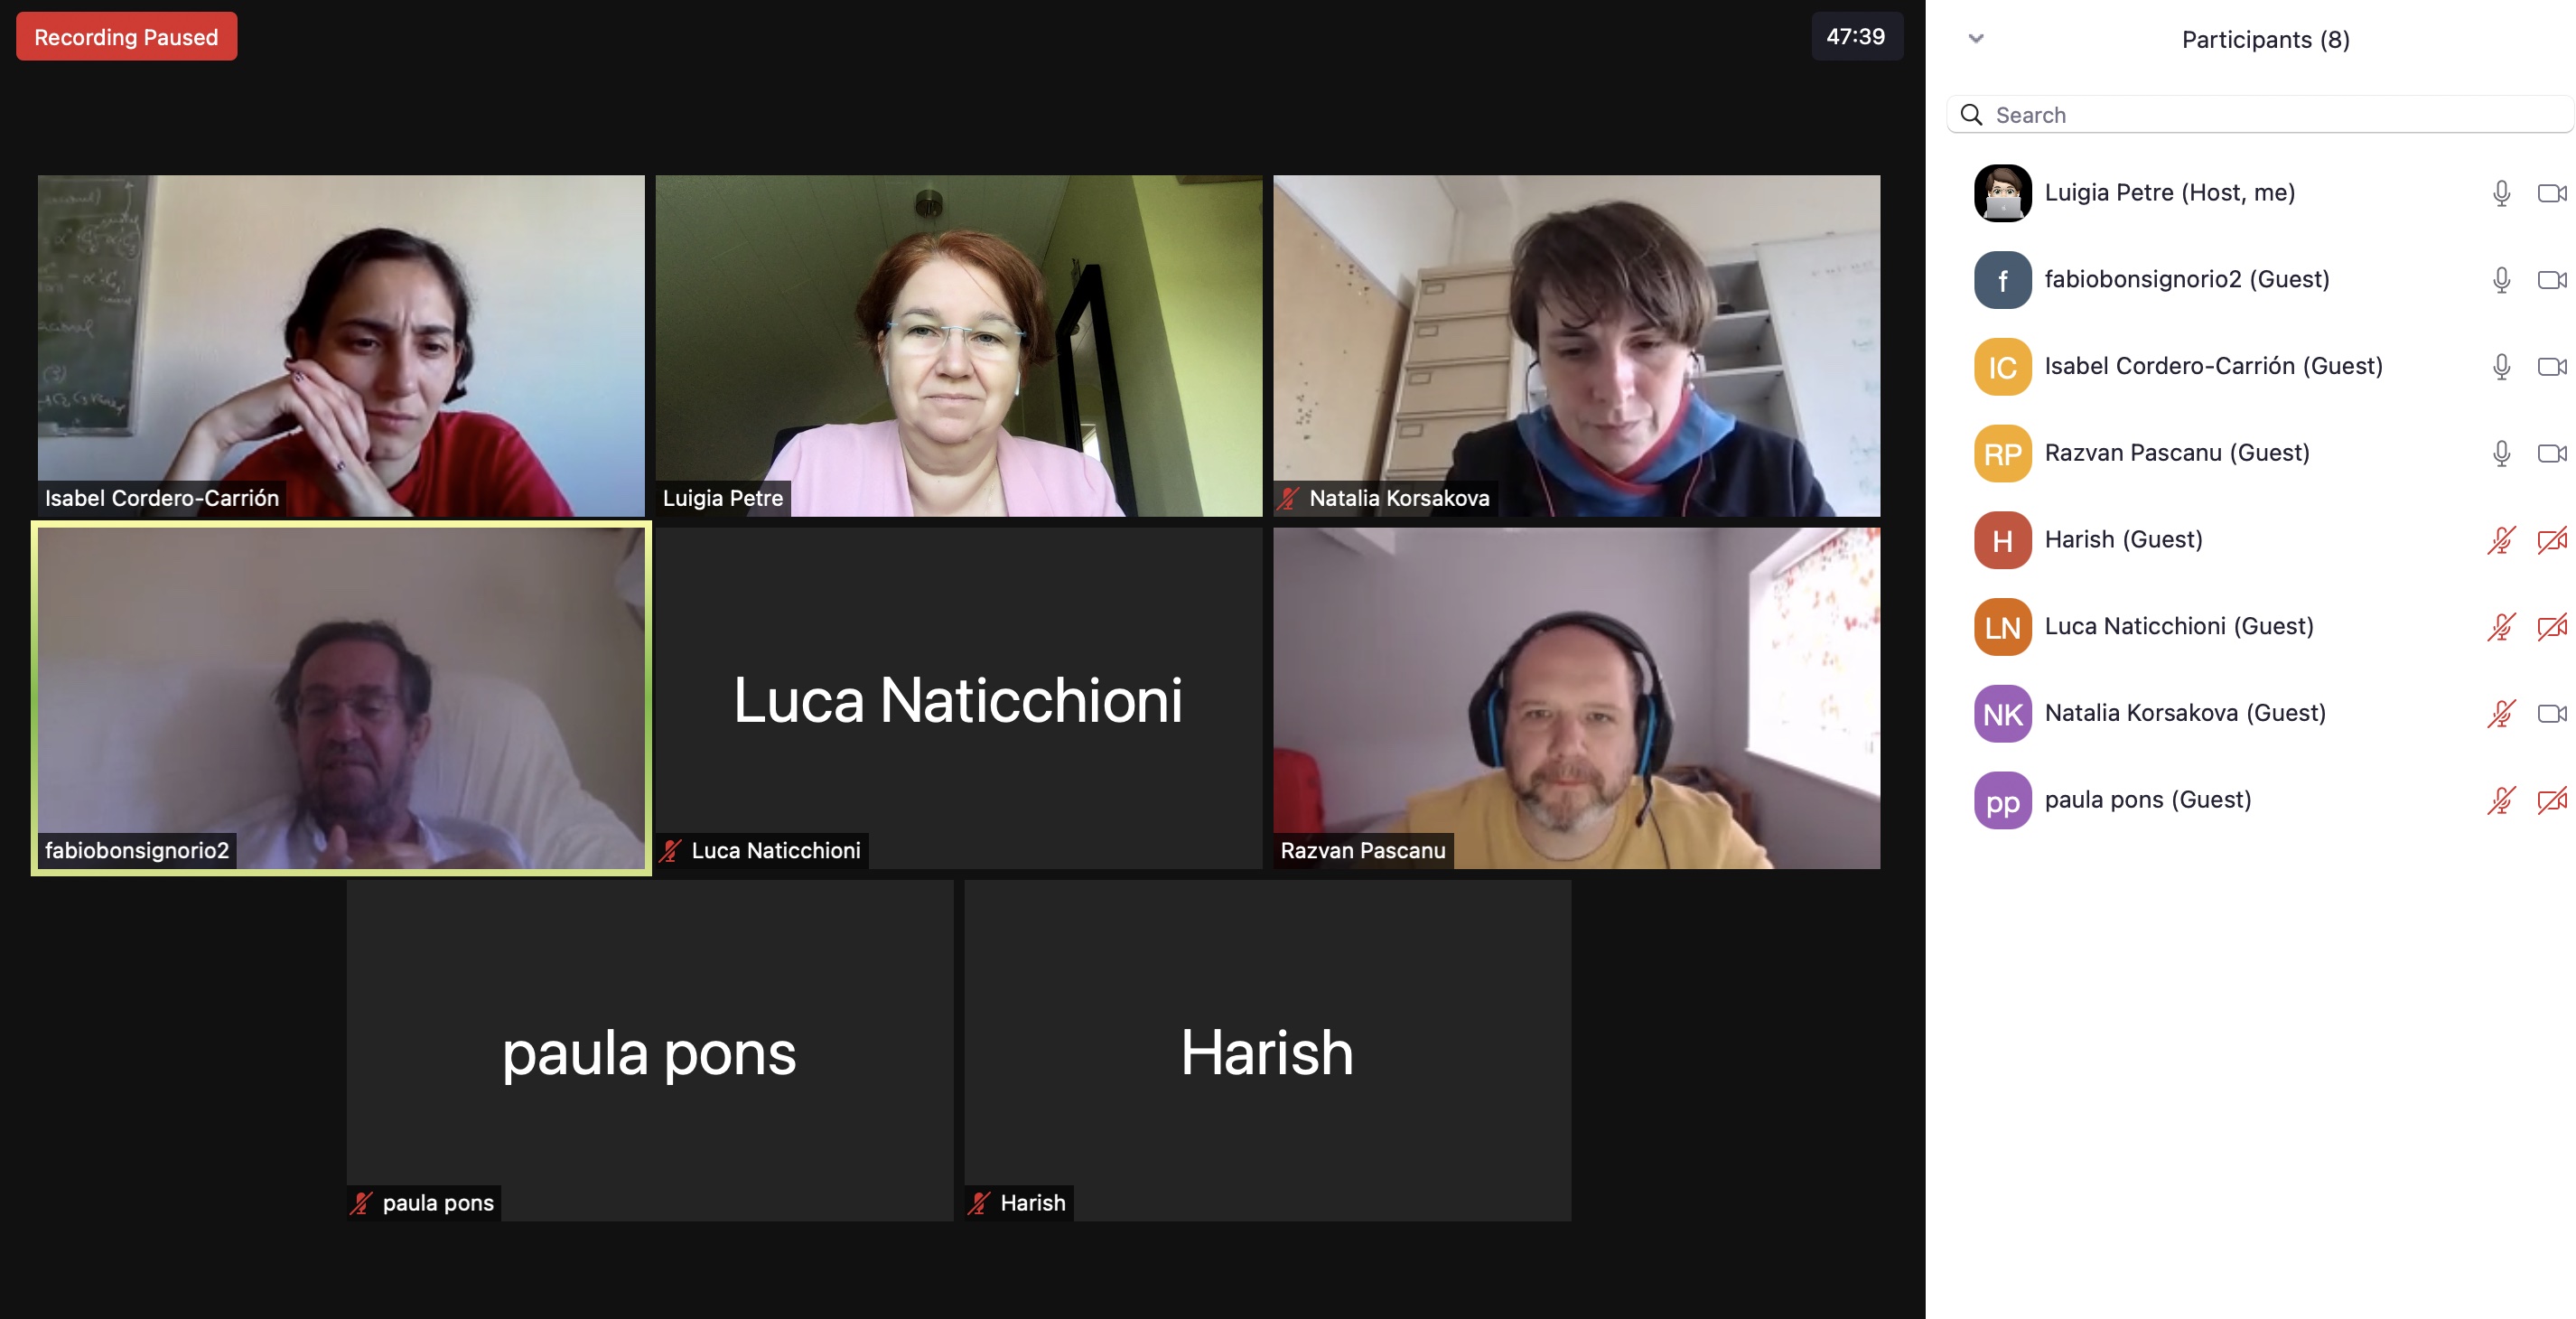 Recording Paused
47:39
Participants (8)
Search
Isabel Cordero-Carrión
Luigia Petre
Natalia Korsakova
fabiobonsignorio2
Luca Naticchioni
Luca Naticchioni
Razvan Pascanu
paula pons
paula pons
Harish
Harish
Luigia Petre (Host, me)
f
fabiobonsignorio2 (Guest)
IC
Isabel Cordero-Carrión (Guest)
RP
Razvan Pascanu (Guest)
H
Harish (Guest)
LN
Luca Naticchioni (Guest)
NK
Natalia Korsakova (Guest)
pp
paula pons (Guest)